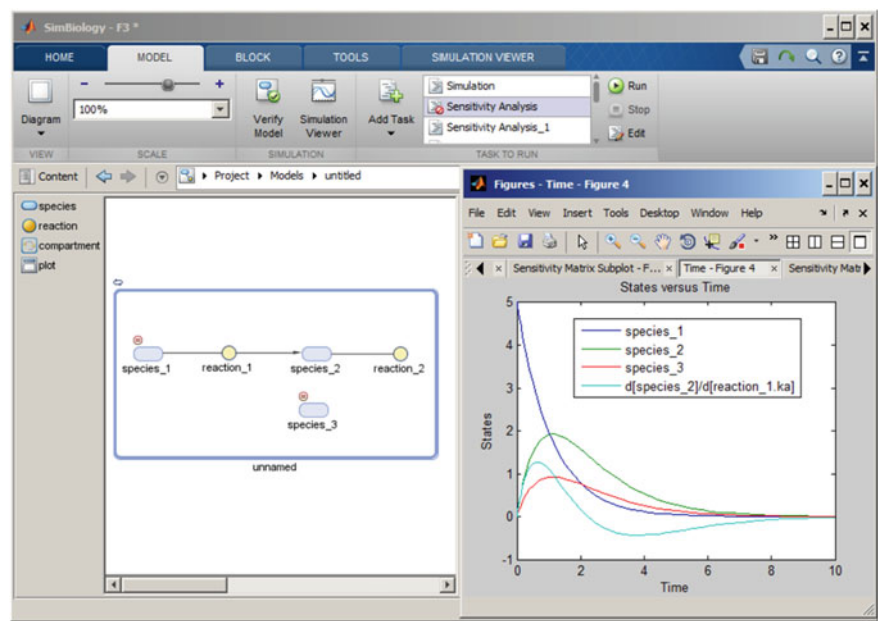 SimBiology - F3 *
HOME MODEL BLOCK TOOLS SIMULATION VIEWER
Diagram
VIEW
- +
100%
SCALE
Verify Model
Simulation Viewer
SIMULATION
Add Task
Simulation
Sensitivity Analysis
Sensitivity Analysis_1
Run
Stop
Edit
TASK TO RUN
Content
Project Models untitled
species
reaction
compartment
plot
species_1
reaction_1
species_2
reaction_2
species_3
unnamed
Figures - Time - Figure 4
File Edit View Insert Tools Desktop Window Help
Sensitivity Matrix Subplot - F... Time - Figure 4 Sensitivity Mat
States versus Time
species_1
species_2
species_3
d[species_2]/d[reaction_1.ka]
States
5
4
3
2
1
0
-1
0 2 4 6 8 10
Time